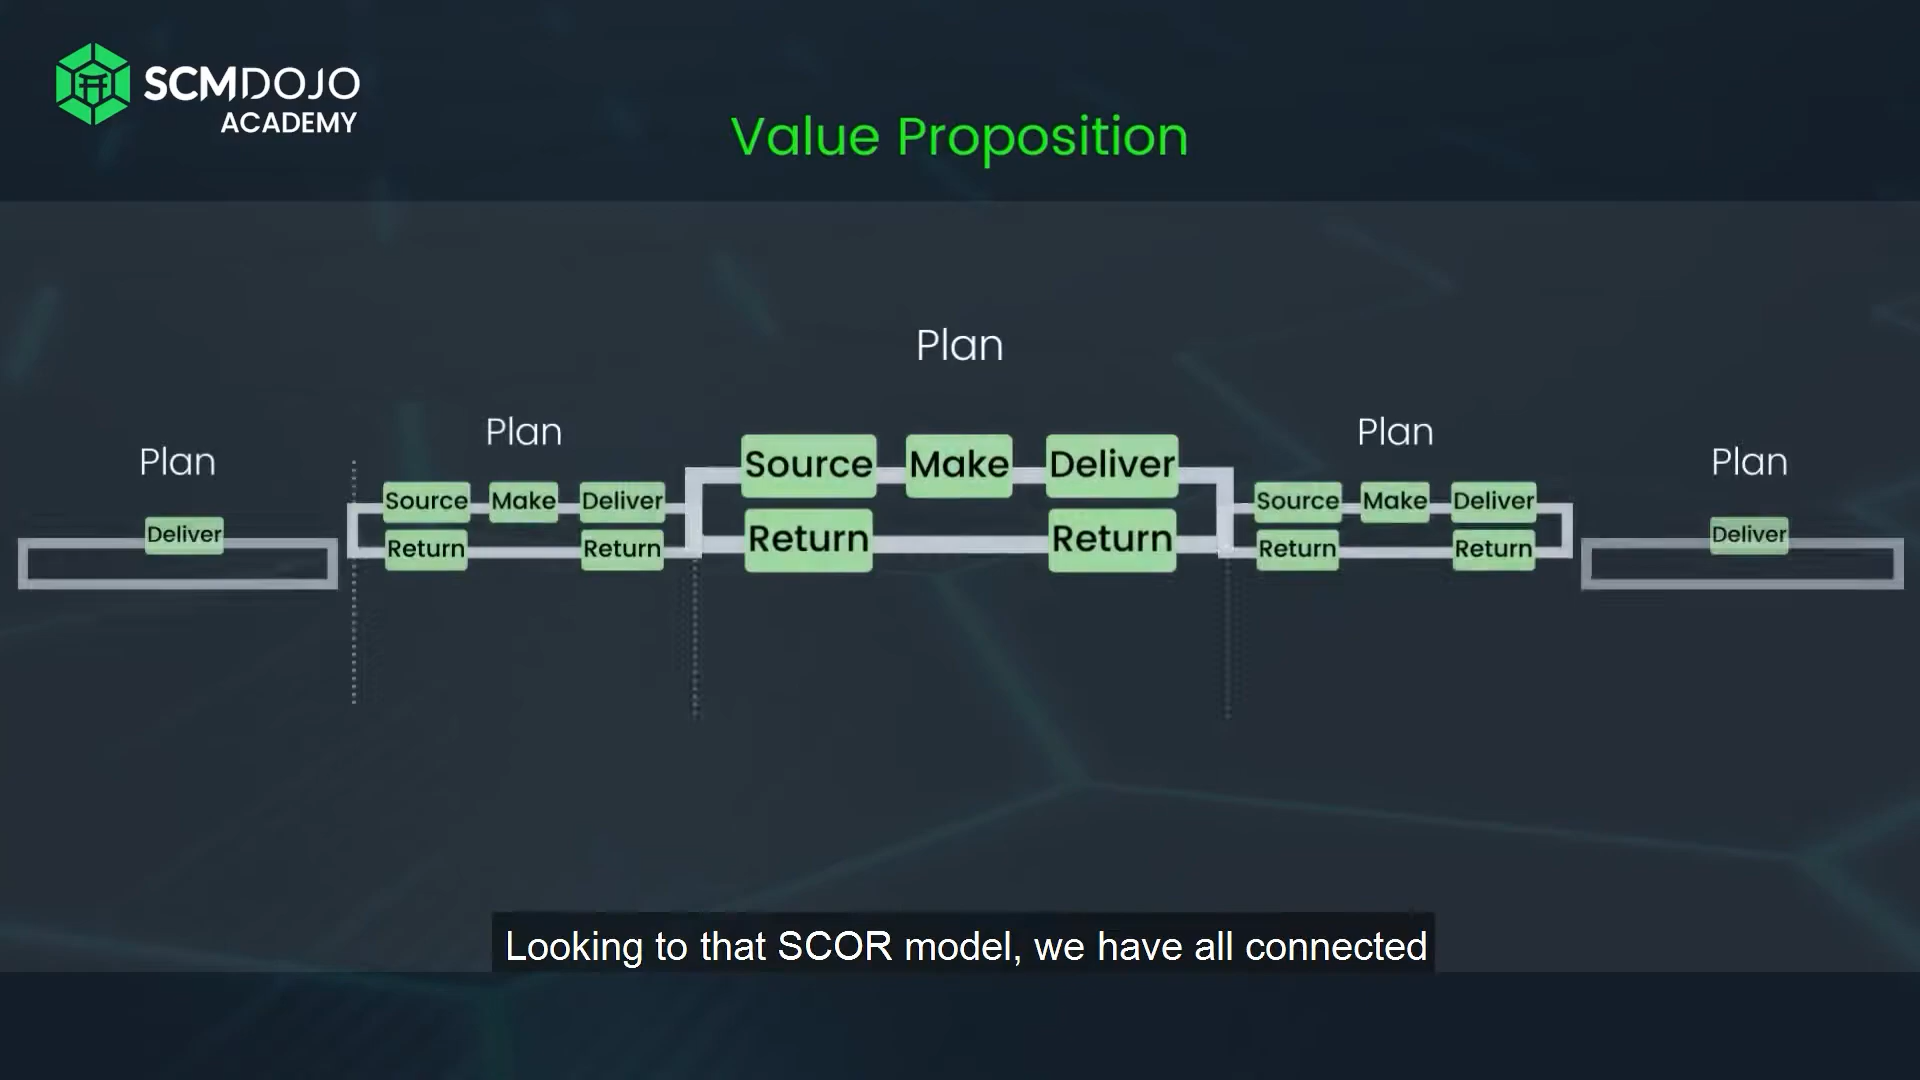 SCMDOJO
ACADEMY
Value Proposition
Plan
Plan
Plan
Plan
Plan
Source Make Deliver
Return Return
Source Make Deliver
Return Return
Source Make Deliver
Return Return
Deliver
Deliver
Looking to that SCOR model, we have all connected